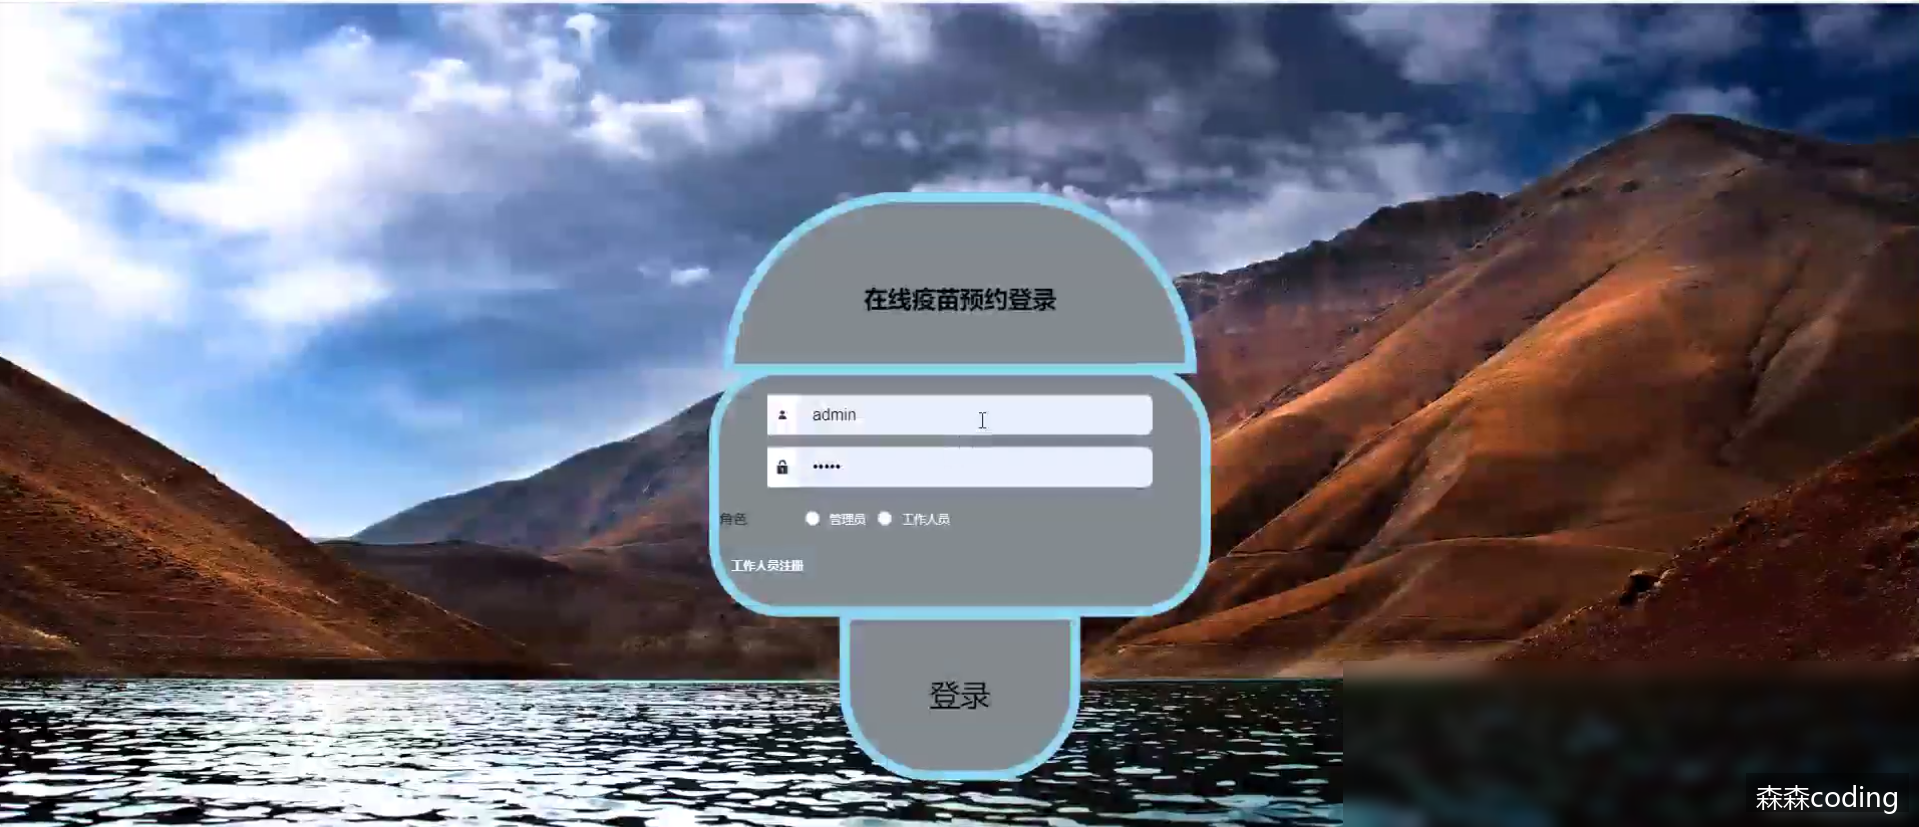 在线疫苗预约登录
admin
•••••
角色 管理员 工作人员
工作人员注册
登录
森森coding